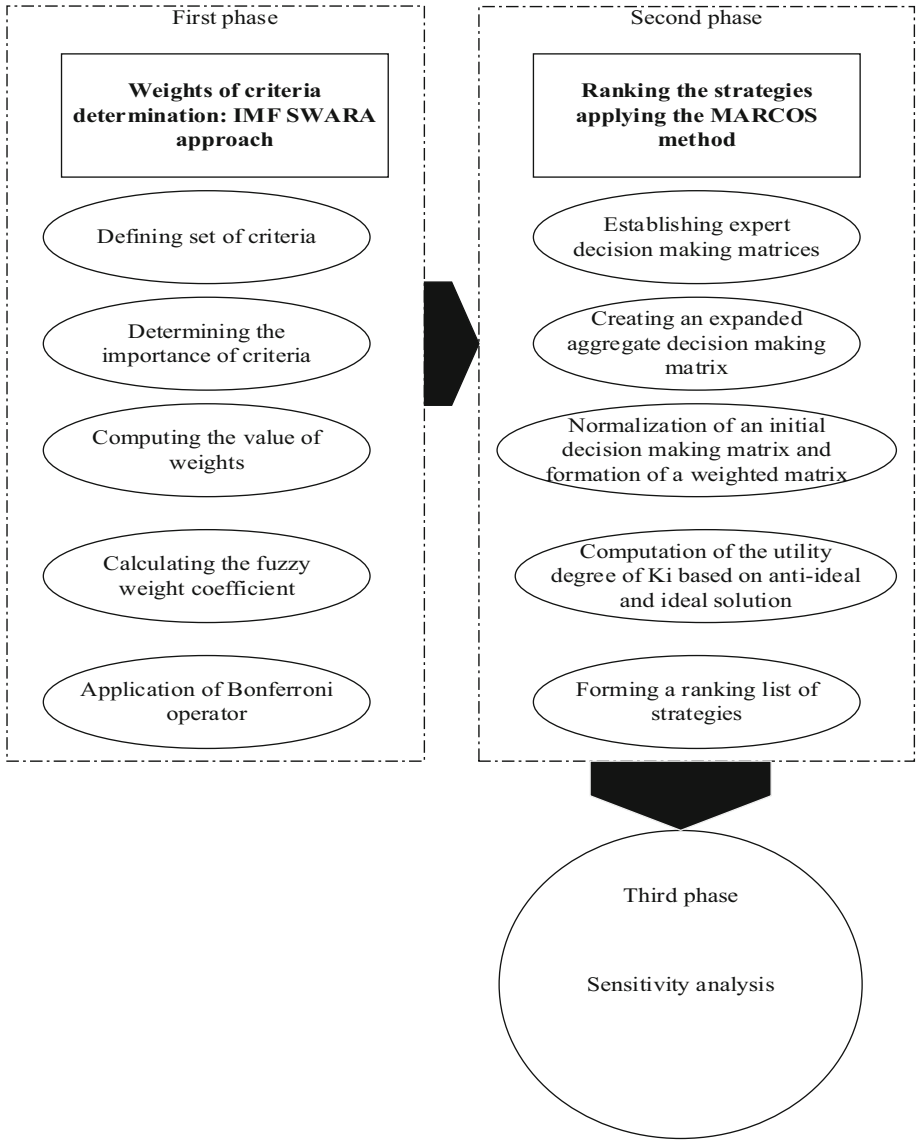 First phase
Weights of criteria
determination: IMF SWARA
approach
Defining set of criteria
Determining the
importance of criteria
Computing the value of
weights
Calculating the fuzzy
weight coefficient
Application of Bonferroni
operator
Second phase
Ranking the strategies
applying the MARCOS
method
Establishing expert
decision making matrices
Creating an expanded
aggregate decision making
matrix
Normalization of an initial
decision making matrix and
formation of a weighted matrix
Computation of the utility
degree of Ki based on anti-ideal
and ideal solution
Forming a ranking list of
strategies
Third phase
Sensitivity analysis